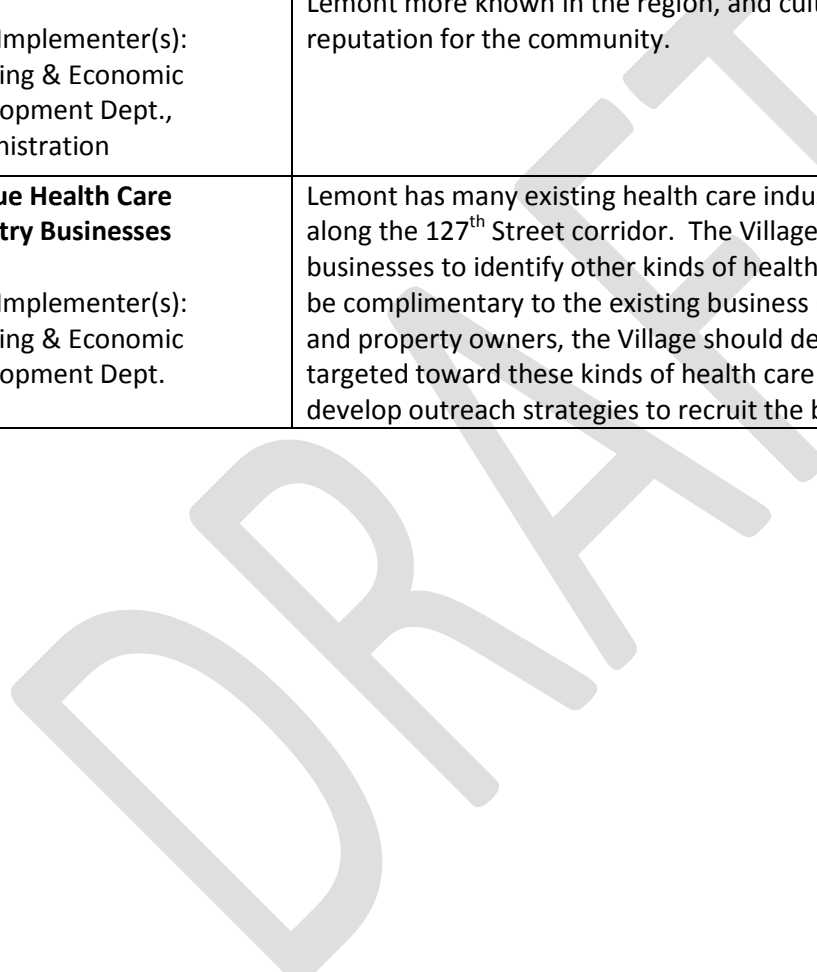 Lemont more known in the region, and cul
Implementer(s):
reputation for the community.
ing & Economic
opment Dept.,
nistration
ue Health Care
Lemont has many existing health care indu
try Businesses
along the 127th Street corridor. The Village
businesses to identify other kinds of health
Implementer(s):
be complimentary to the existing business
ing & Economic
and property owners, the Village should de
opment Dept.
targeted toward these kinds of health care
develop outreach strategies to recruit the b
DRAFT